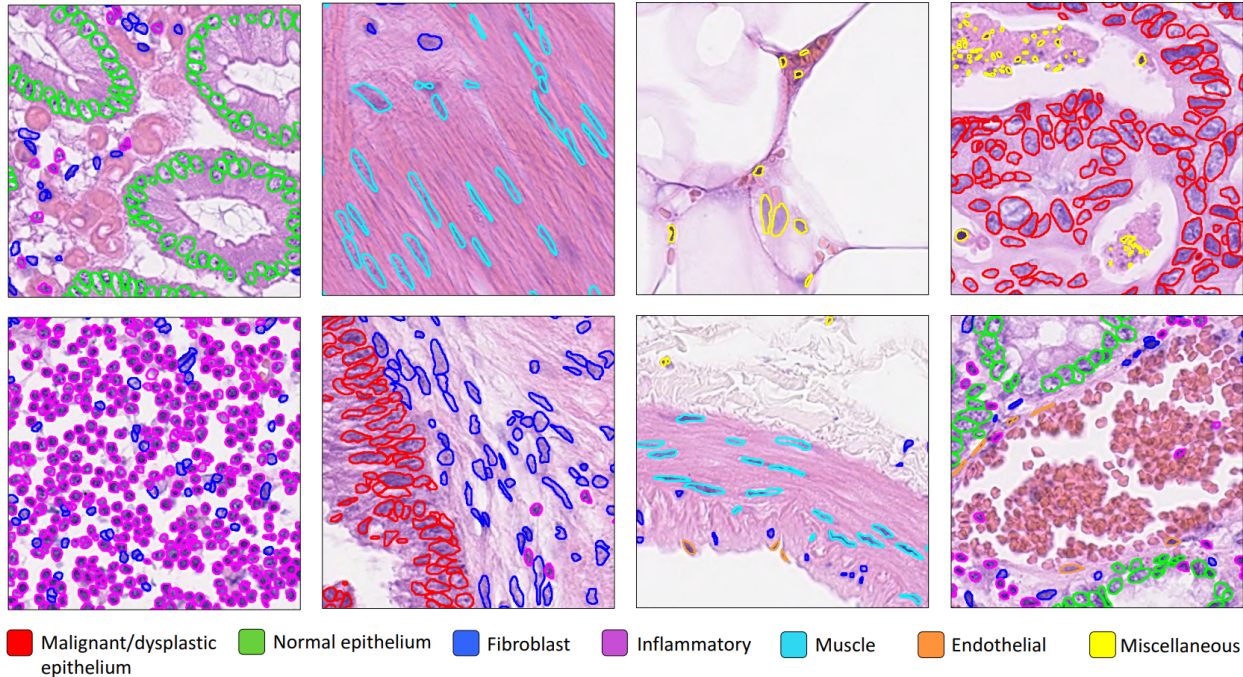 Malignant/dysplastic epithelium
Normal epithelium
Fibroblast
Inflammatory
Muscle
Endothelial
Miscellaneous